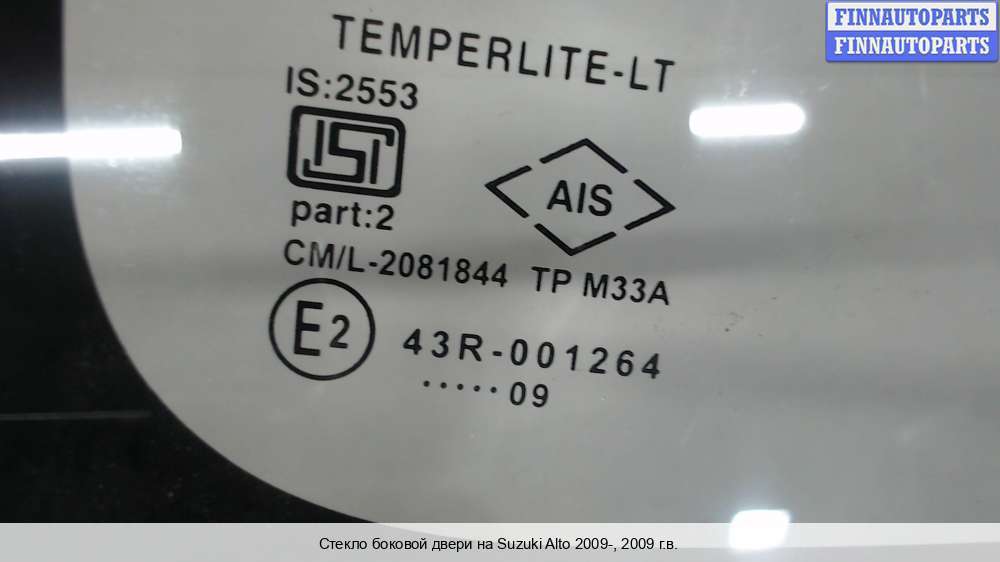 FINNAUTOPARTS
FINNAUTOPARTS
TEMPERLITE-LT
IS:2553
ISI
AIS
part:2
CM/L-2081844 TP M33A
E2 43R-001264
.....09
Стекло боковой двери на Suzuki Alto 2009-, 2009 г.в.